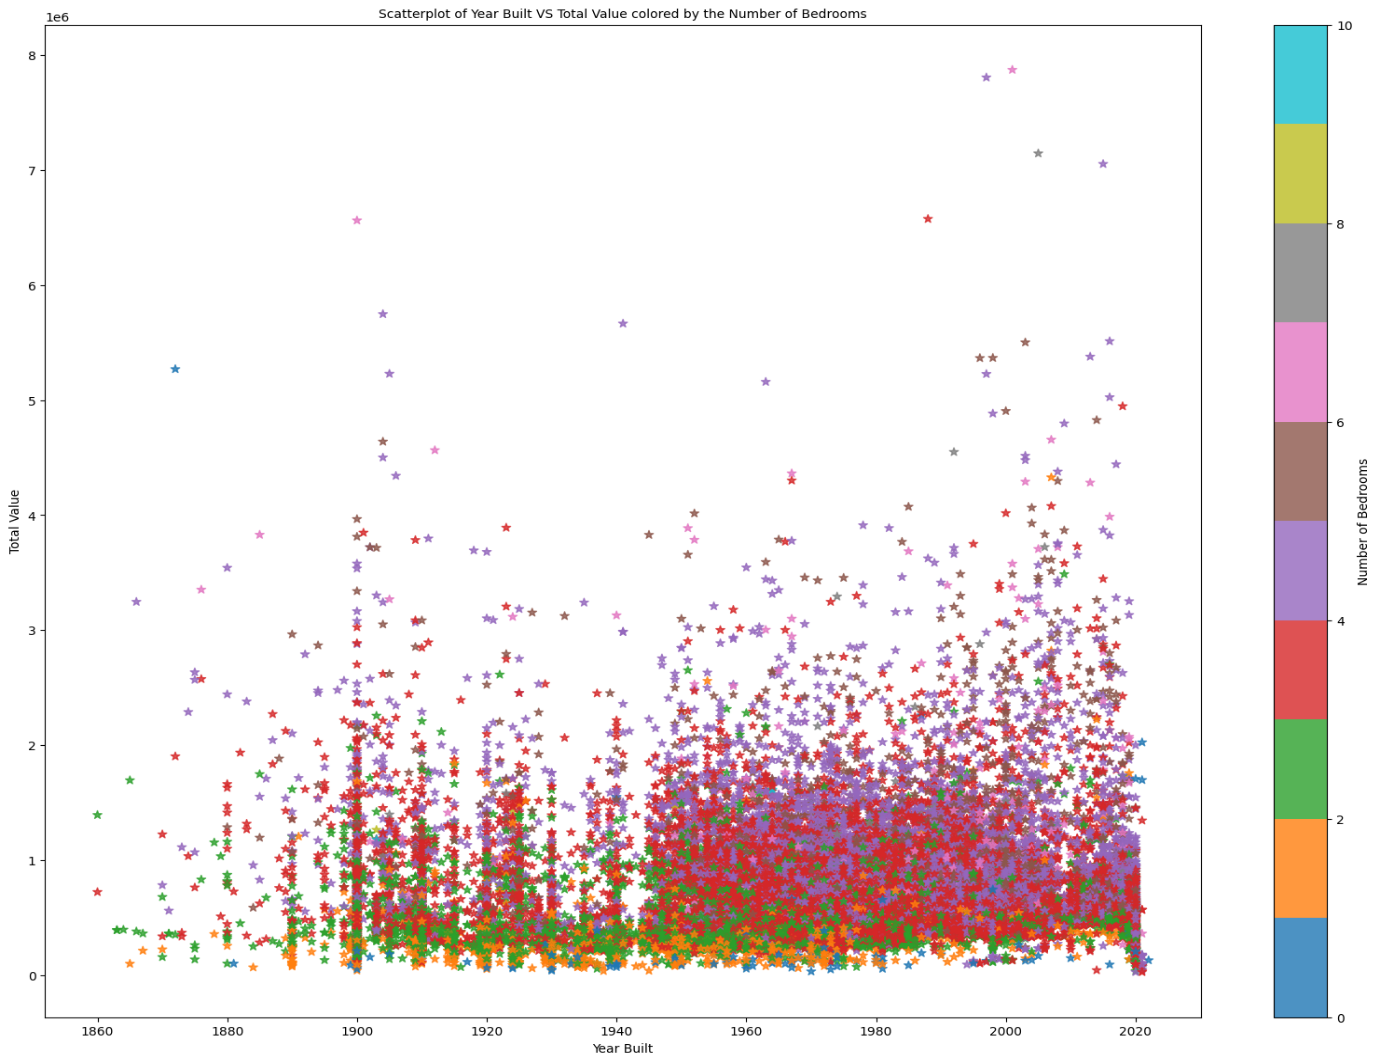 Scatterplot of Year Built VS Total Value colored by the Number of Bedrooms
1e6
8
7
6
5
4
3
2
1
0
Total Value
1860 1880 1900 1920 1940 1960 1980 2000 2020
Year Built
10
8
6
4
2
0
Number of Bedrooms